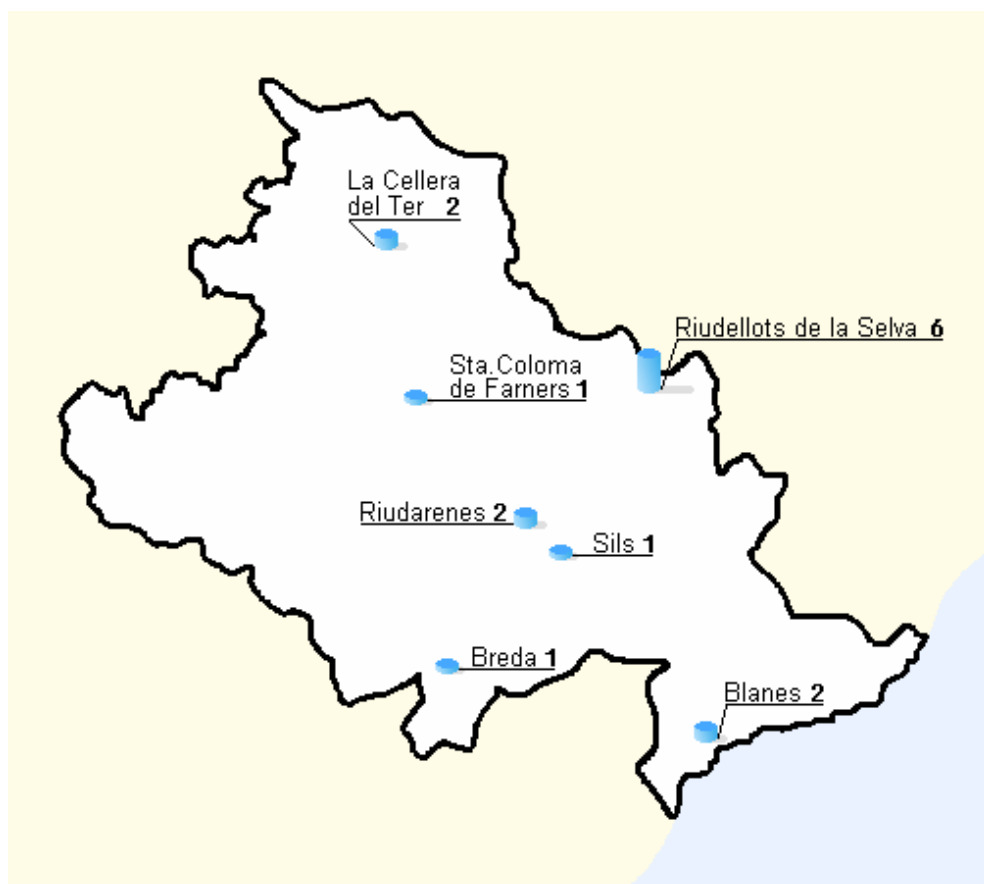 La Cellera
del Ter 2
Riudellots de la Selva 6
Sta.Coloma
de Farners 1
Riudarenes 2
Sils 1
Breda 1
Blanes 2